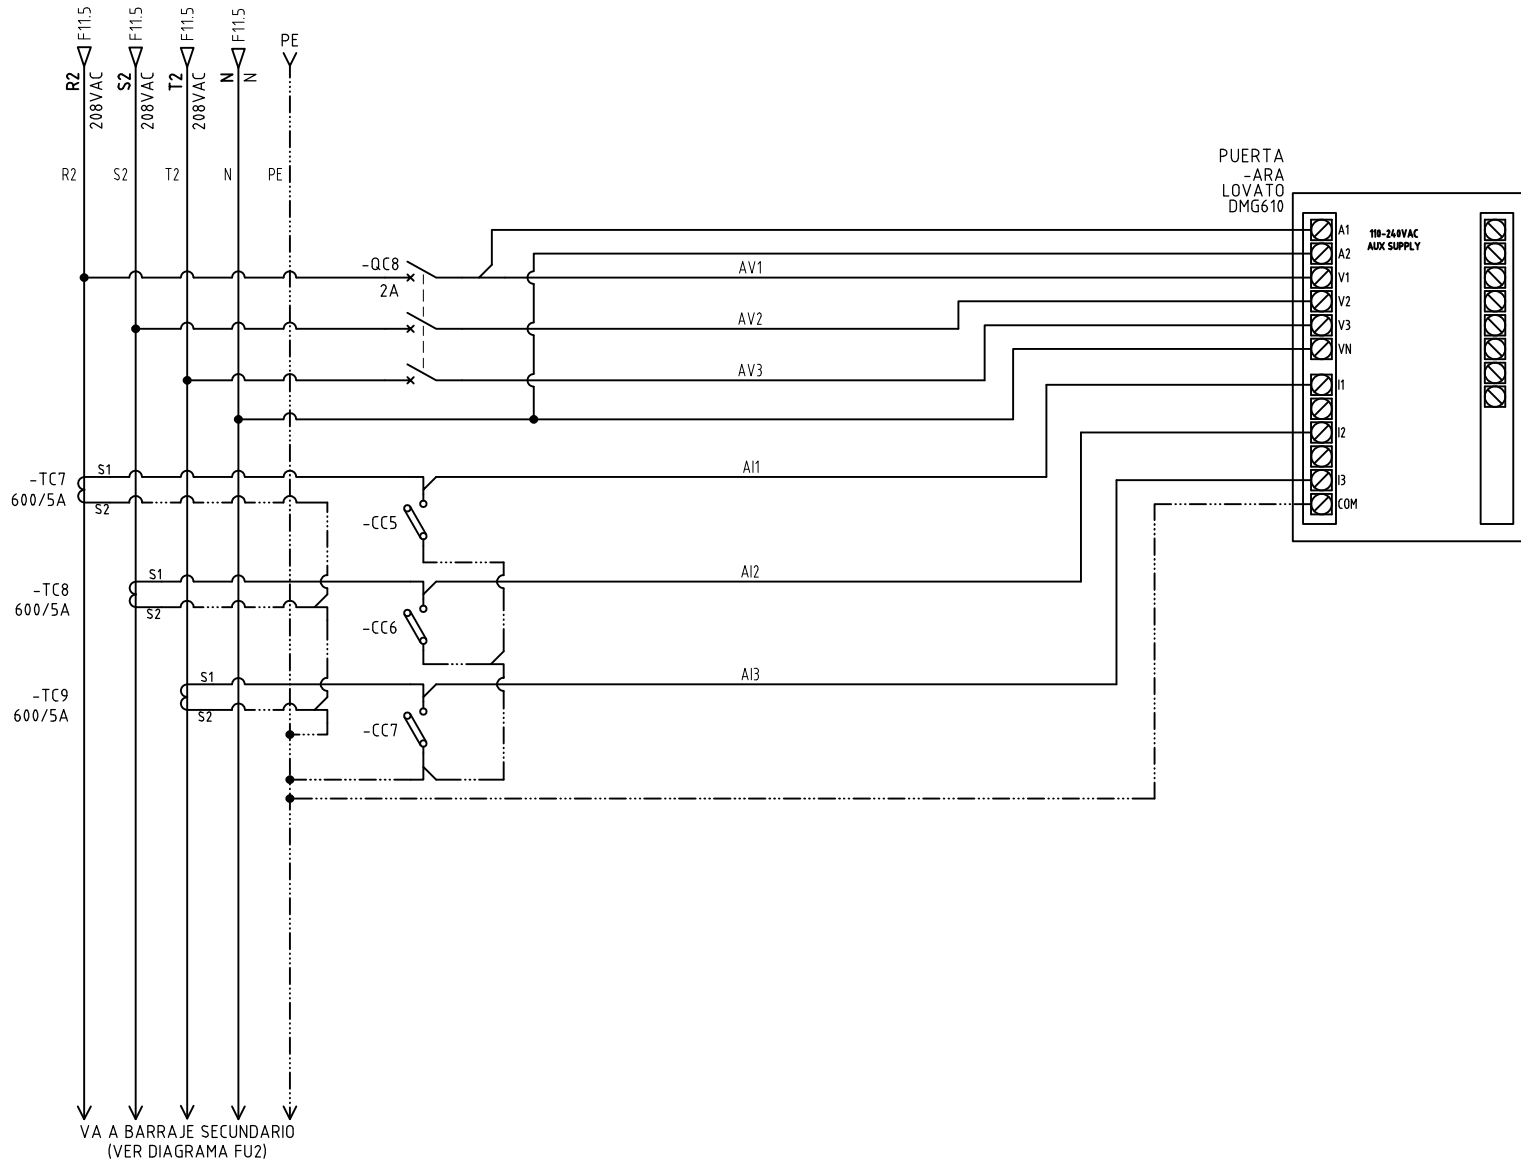 F11.5
F11.5
F11.5
F11.5
PE
R2
208VAC
S2
208VAC
T2
208VAC
N
N
R2
S2
T2
N
PE
PUERTA
-ARA
LOVATO
DMG610
110-240VAC
AUX SUPPLY
A1
A2
V1
V2
V3
VN
I1
I2
I3
COM
-QC8
2A
AV1
AV2
AV3
-TC7
600/5A
S1
S2
-CC5
AI1
-TC8
600/5A
S1
S2
-CC6
AI2
-TC9
600/5A
S1
S2
-CC7
AI3
VA A BARRAJE SECUNDARIO
(VER DIAGRAMA FU2)